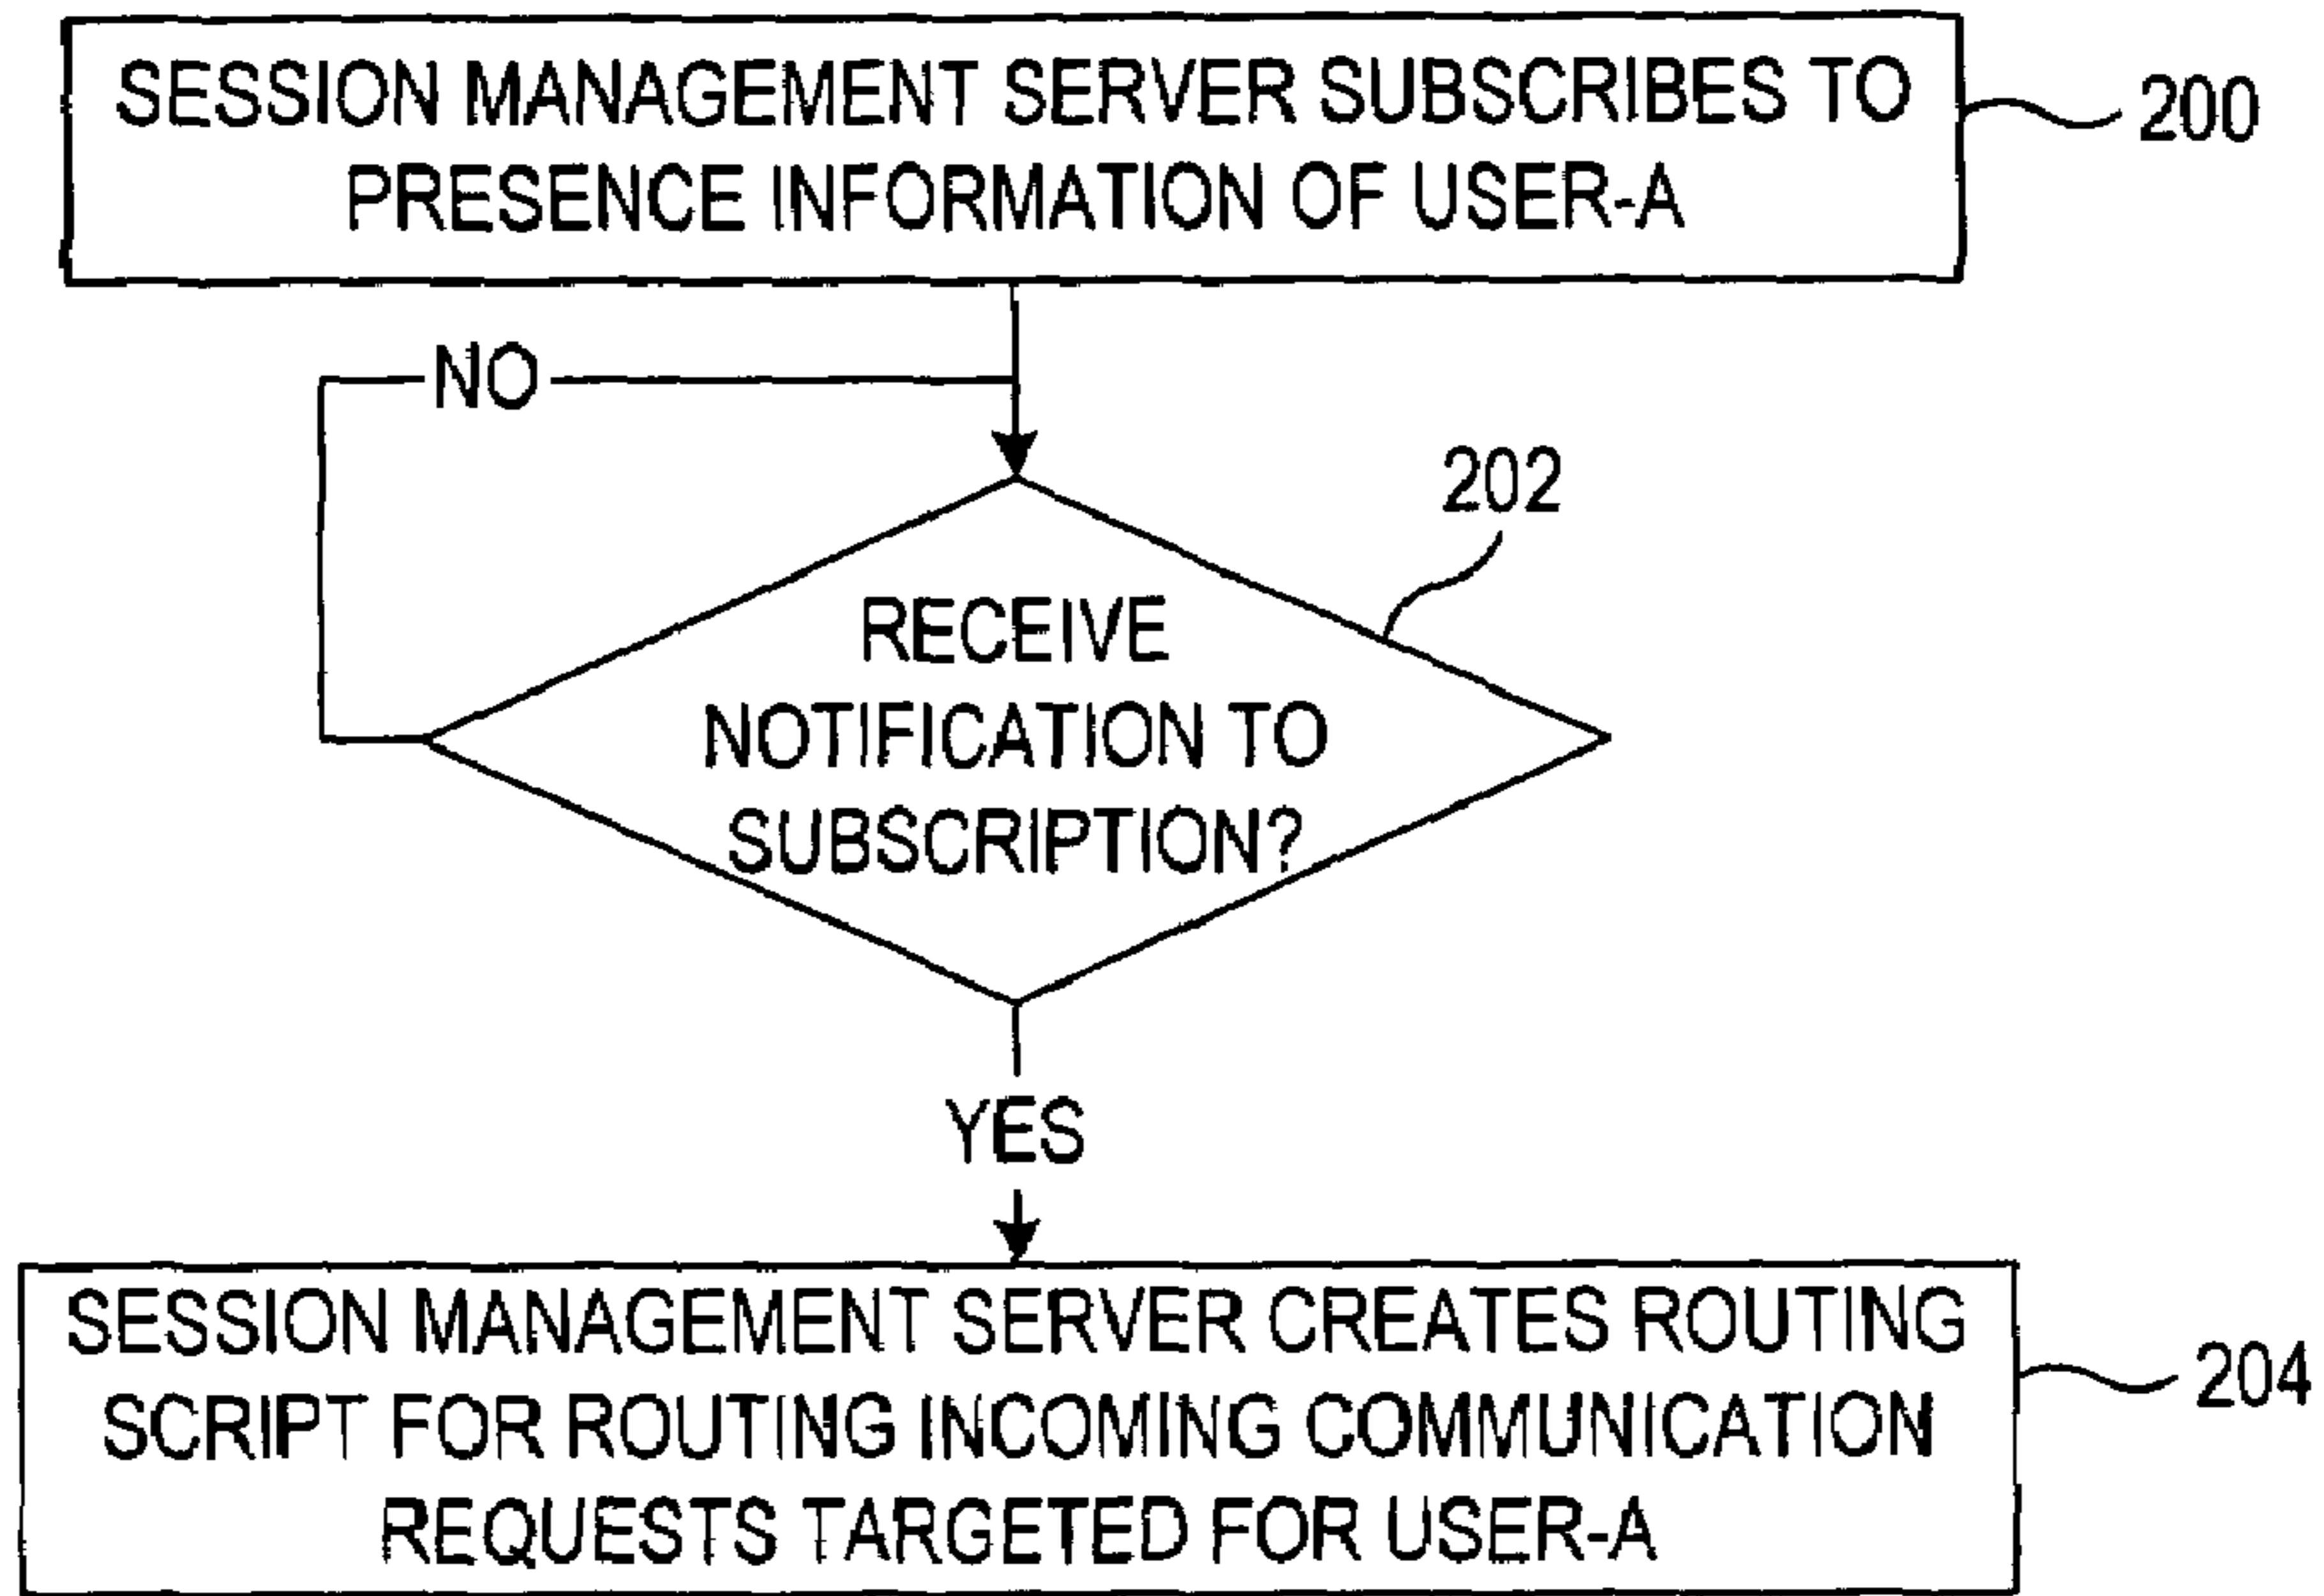 SESSION MANAGEMENT SERVER SUBSCRIBES TO
PRESENCE INFORMATION OF USER-A
200
NO
202
RECEIVE
NOTIFICATION TO
SUBSCRIPTION?
YES
SESSION MANAGEMENT SERVER CREATES ROUTING
SCRIPT FOR ROUTING INCOMING COMMUNICATION
REQUESTS TARGETED FOR USER-A
204